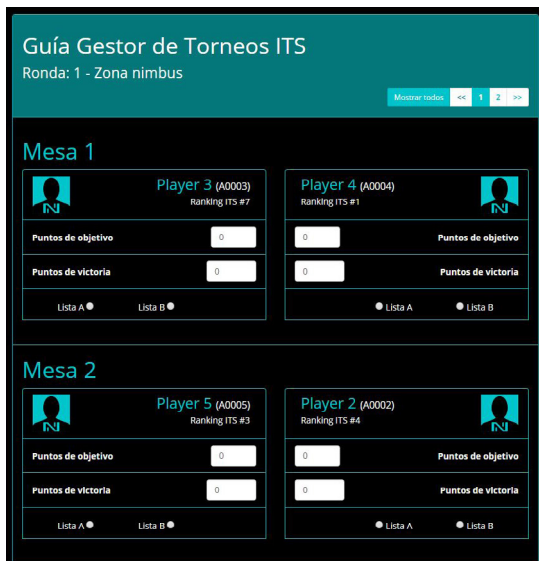 Guía Gestor de Torneos ITS
Ronda: 1 - Zona nimbus
Mostrar todos << 1 2 >>
Mesa 1
Player 3 (A0003)
Ranking ITS #7
Puntos de objetivo 0
Puntos de victoria 0
Lista A Lista B
Player 4 (A0004)
Ranking ITS #1
0 Puntos de objetivo
0 Puntos de victoria
Lista A Lista B
Mesa 2
Player 5 (A0005)
Ranking ITS #3
Puntos de objetivo 0
Puntos de victoria 0
Lista A Lista B
Player 2 (A0002)
Ranking ITS #4
0 Puntos de objetivo
0 Puntos de victoria
Lista A Lista B